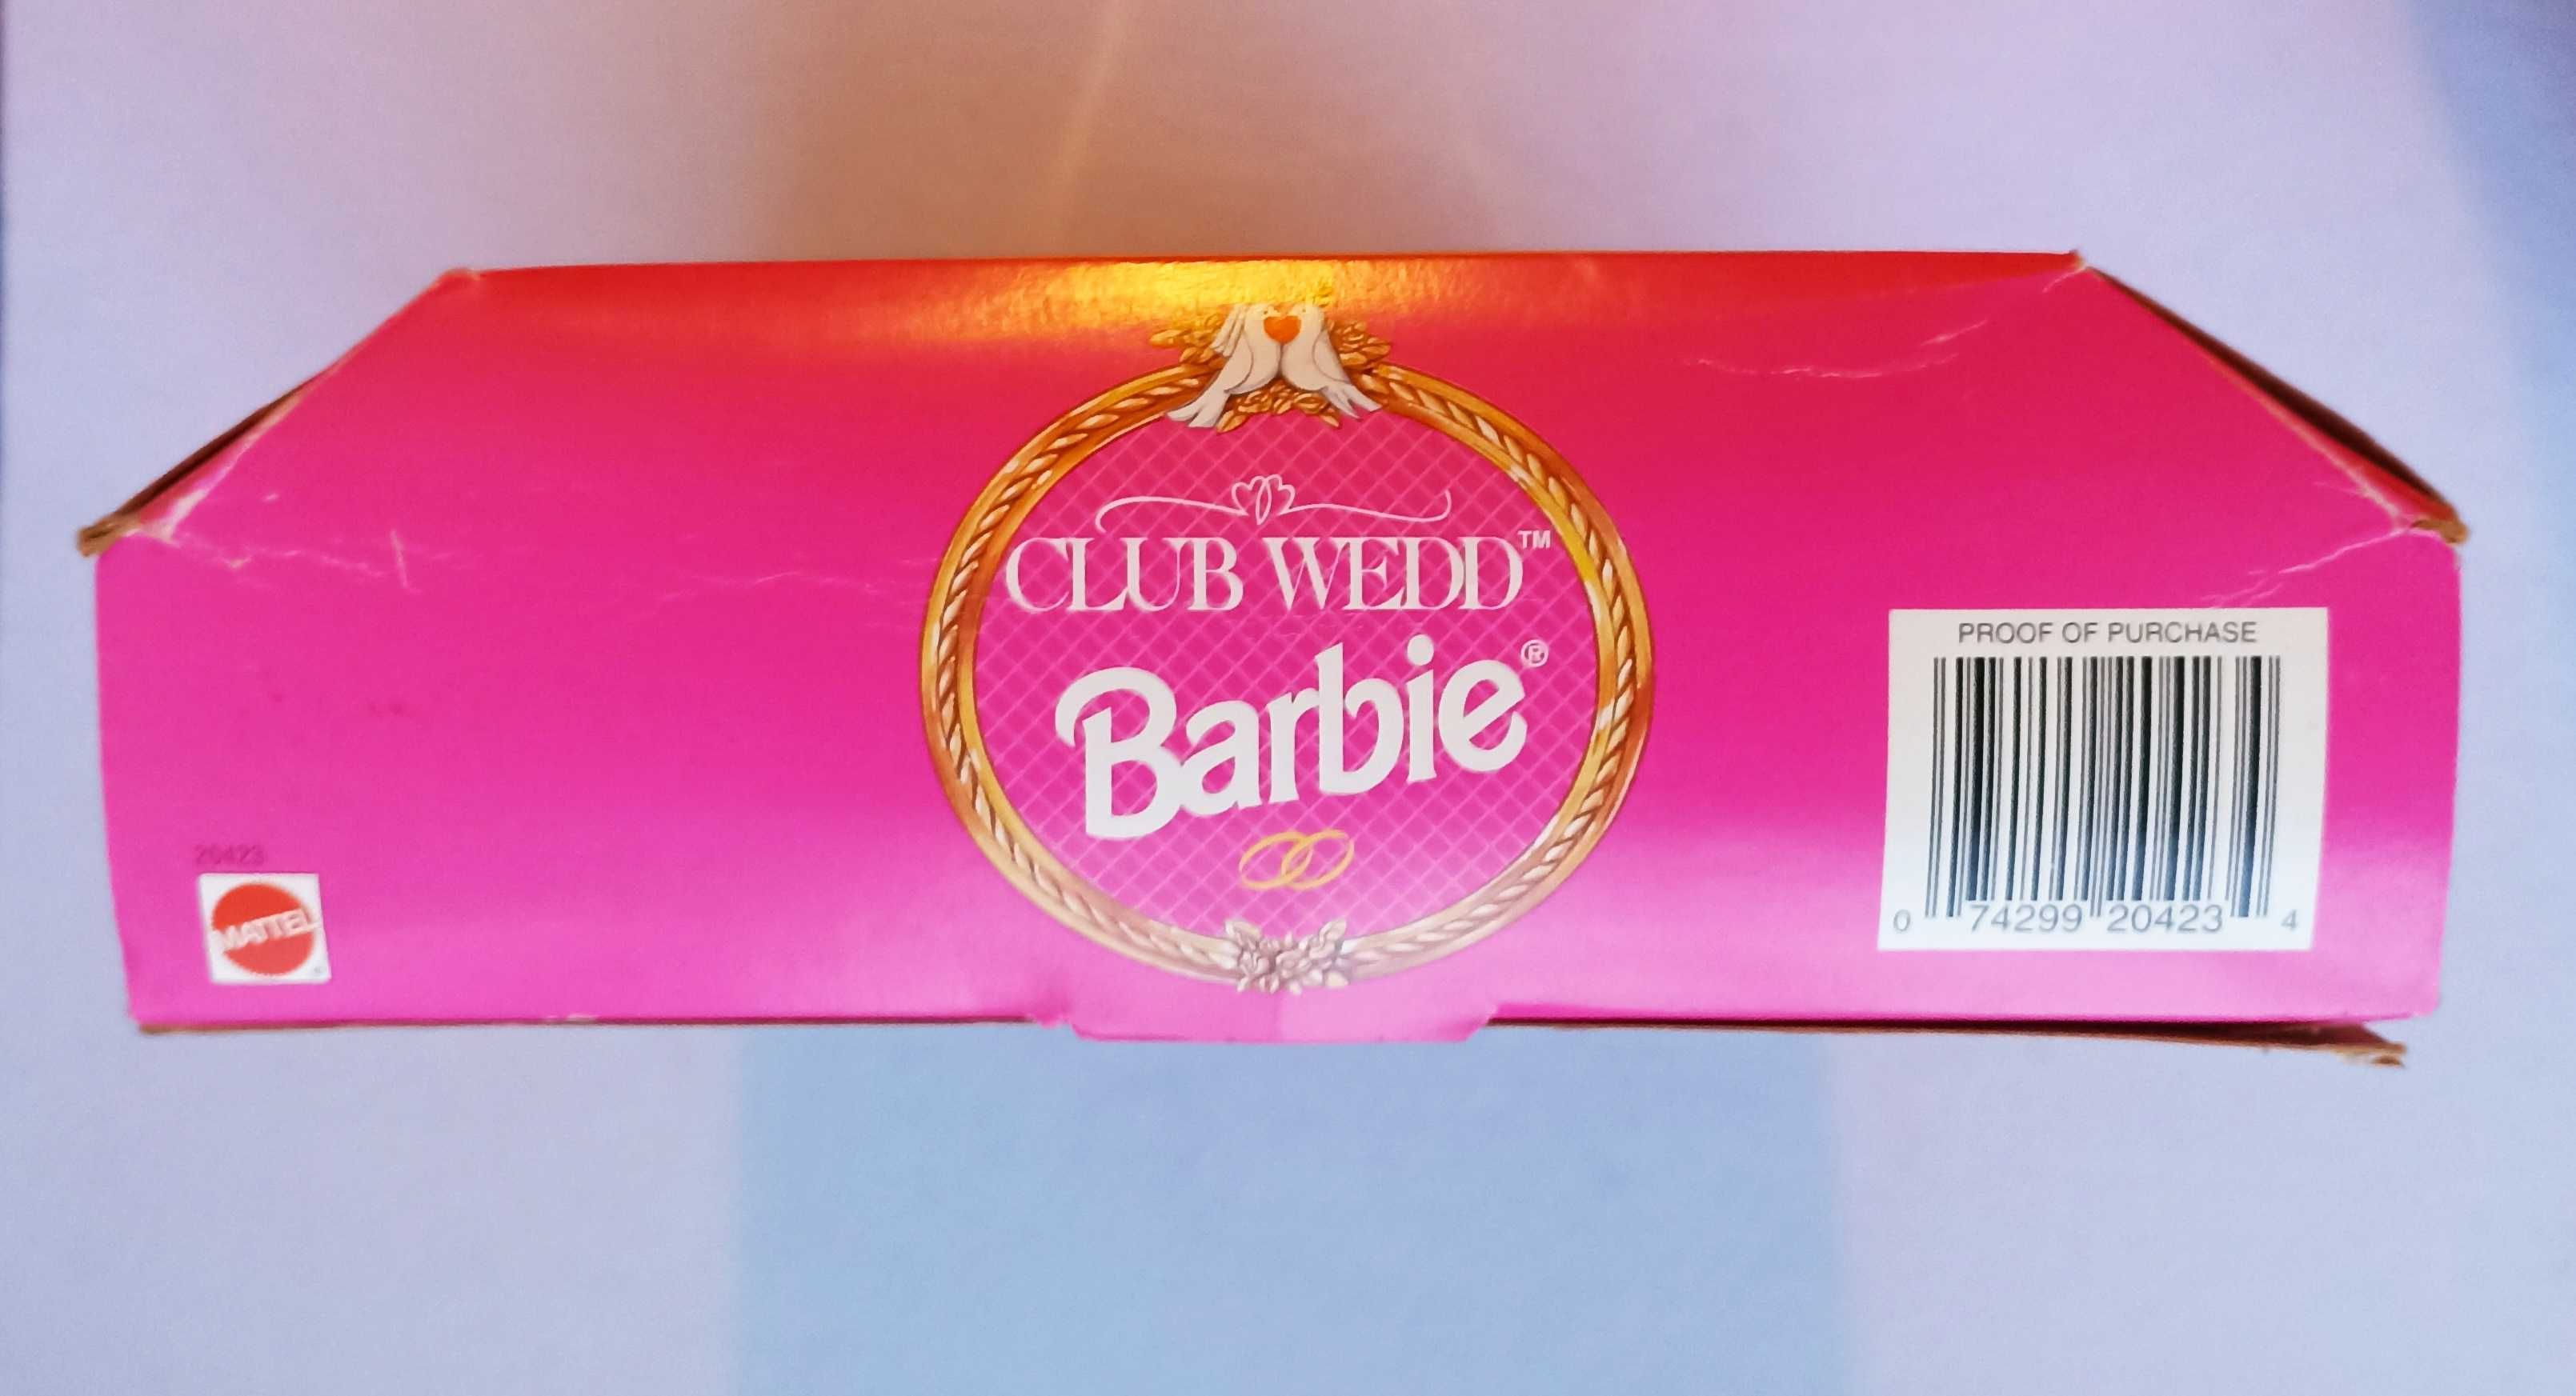 CLUB WEDD™
Barbie®
PROOF OF PURCHASE
0 74299 20423 4
20423
MATTEL